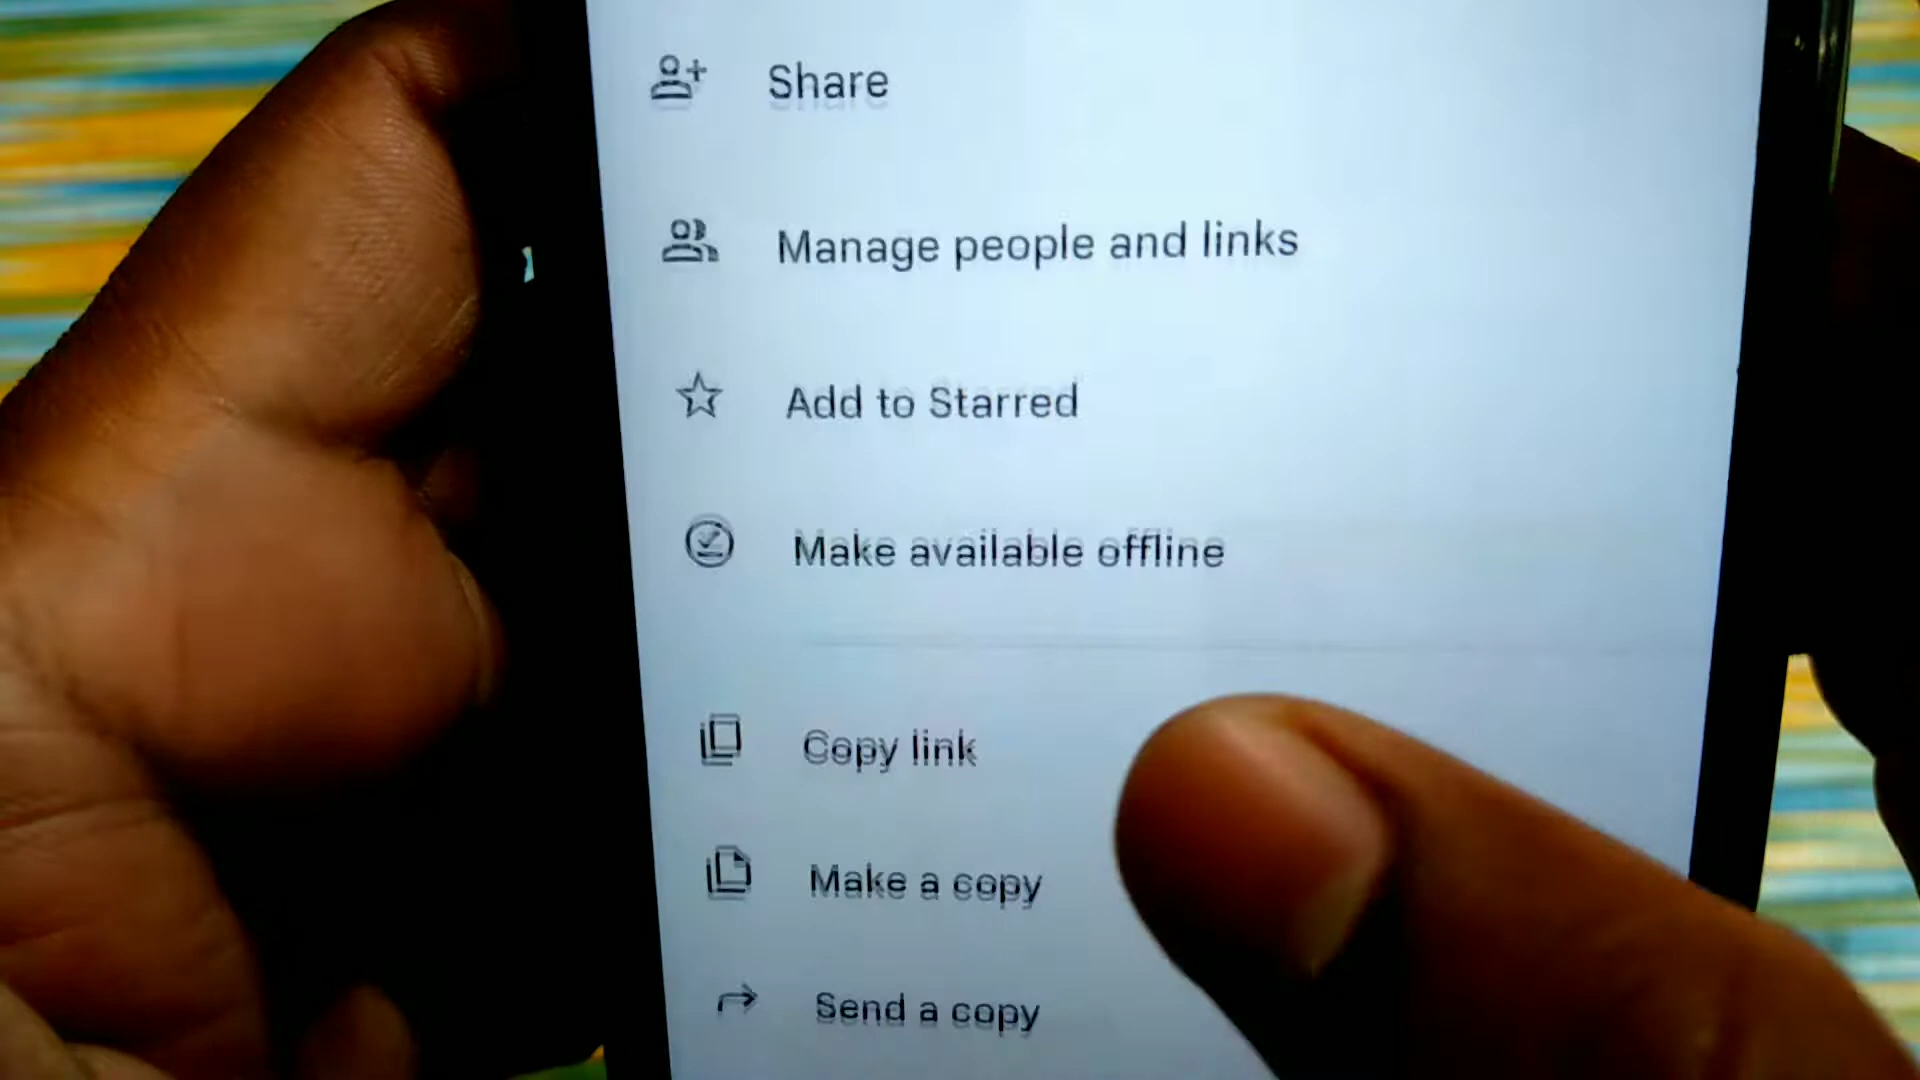 Share
Manage people and links
Add to Starred
Make available offline
Copy link
Make a copy
Send a copy